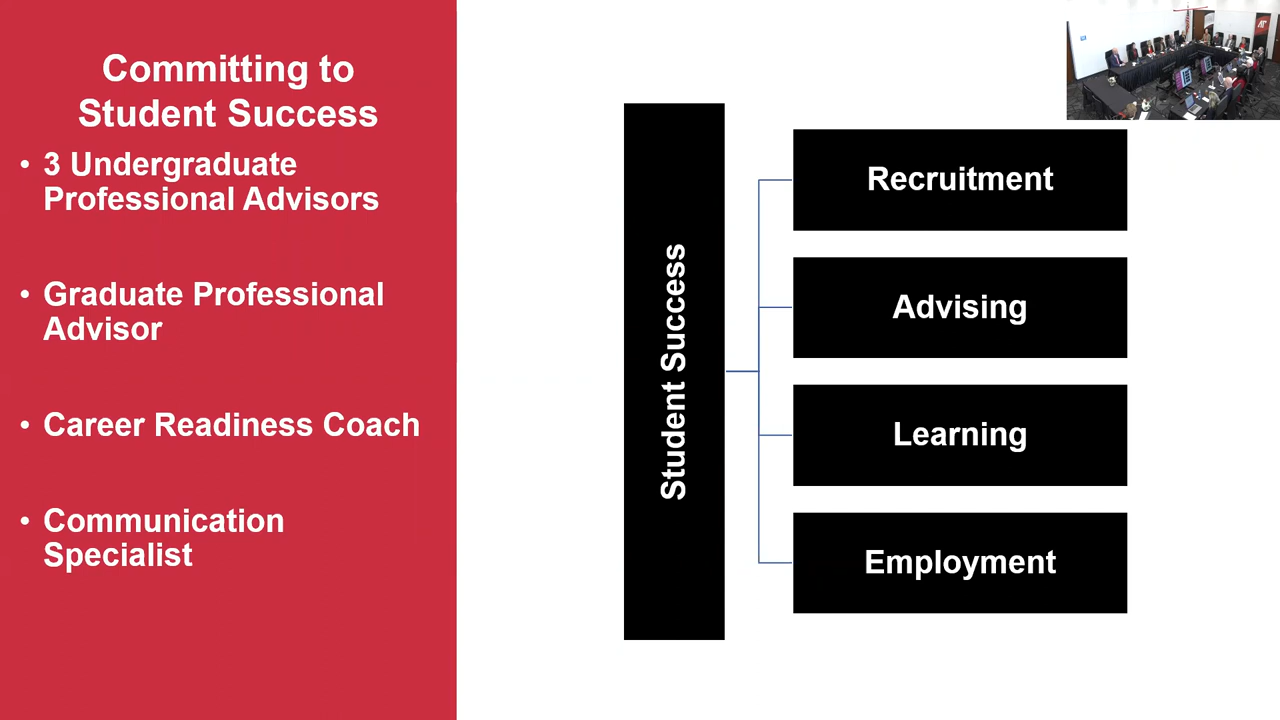 Committing to
Student Success
• 3 Undergraduate
Professional Advisors
• Graduate Professional
Advisor
• Career Readiness Coach
• Communication
Specialist
Student Success
Recruitment
Advising
Learning
Employment